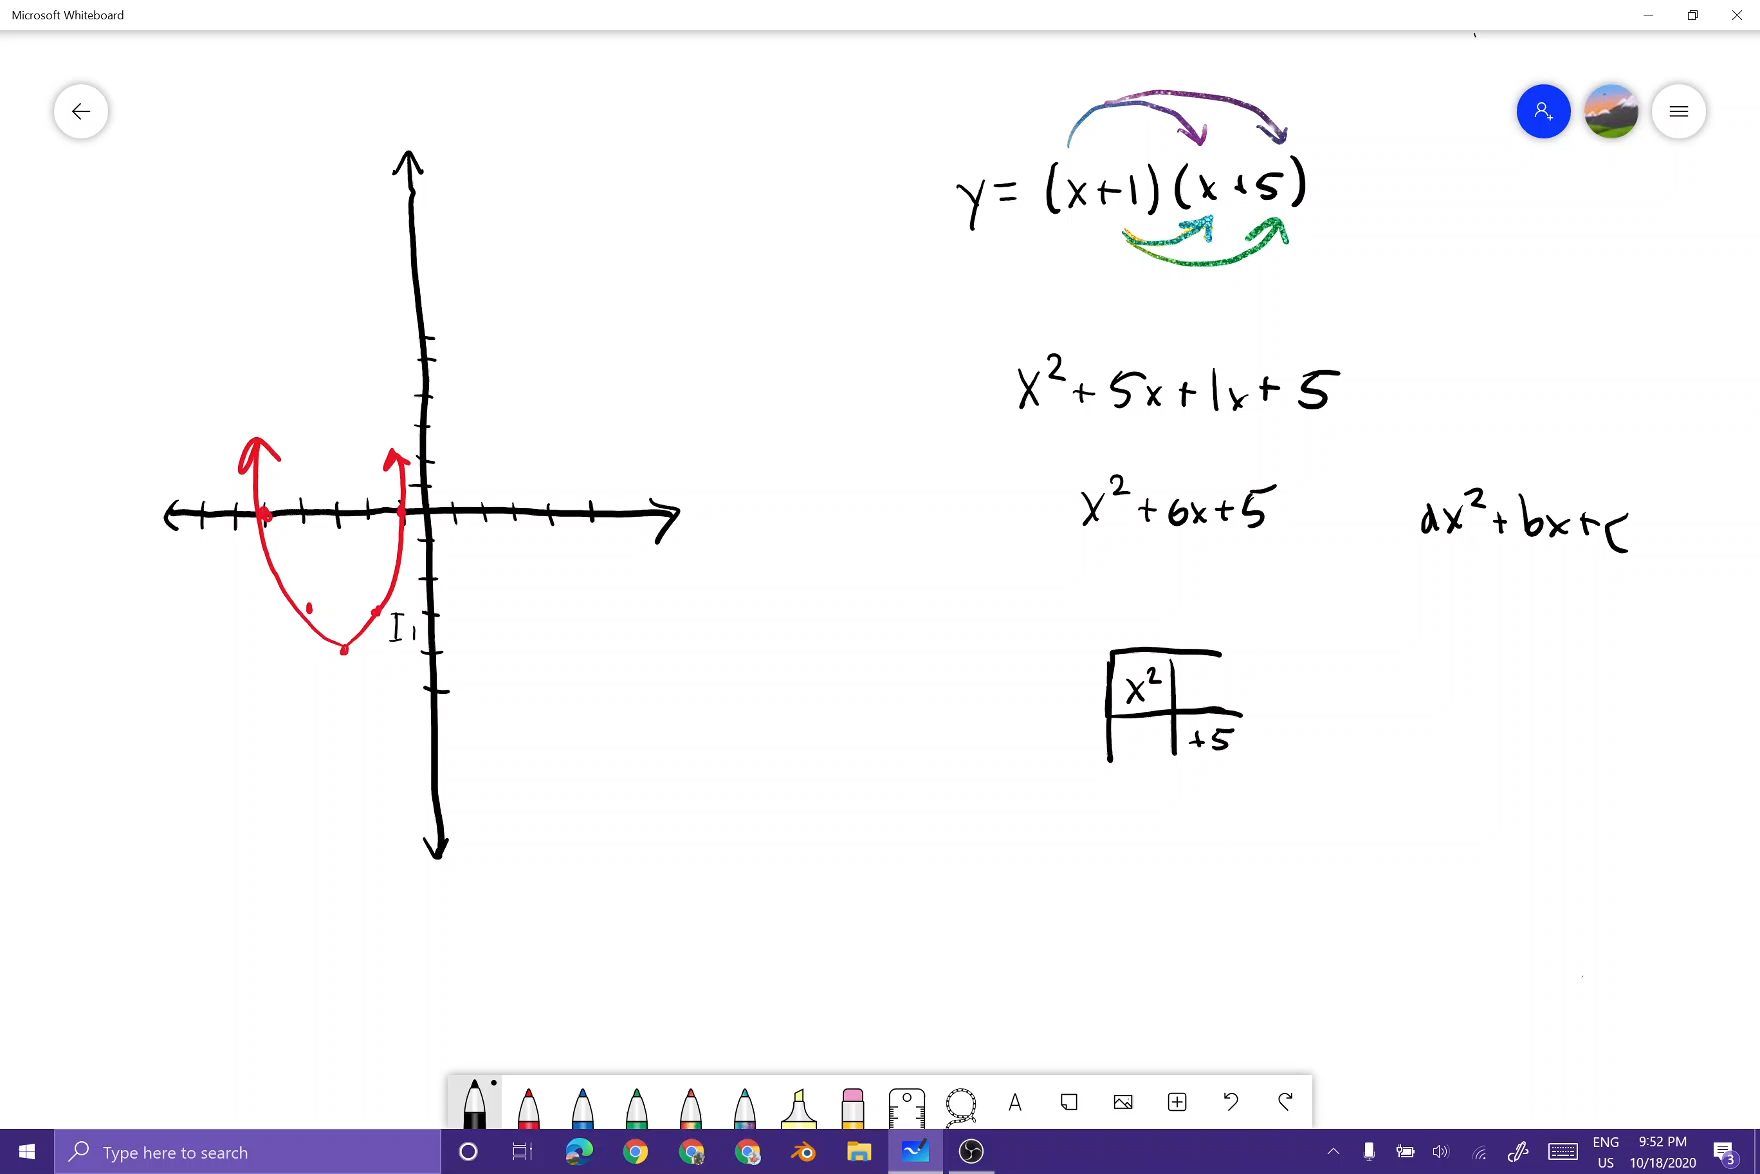 Microsoft Whiteboard
y = (x+1)(x+5)
x² + 5x + 1x + 5
x² + 6x + 5
ax² + bx + c
x²
+5
A
Type here to search
ENG
US
9:52 PM
10/18/2020
3